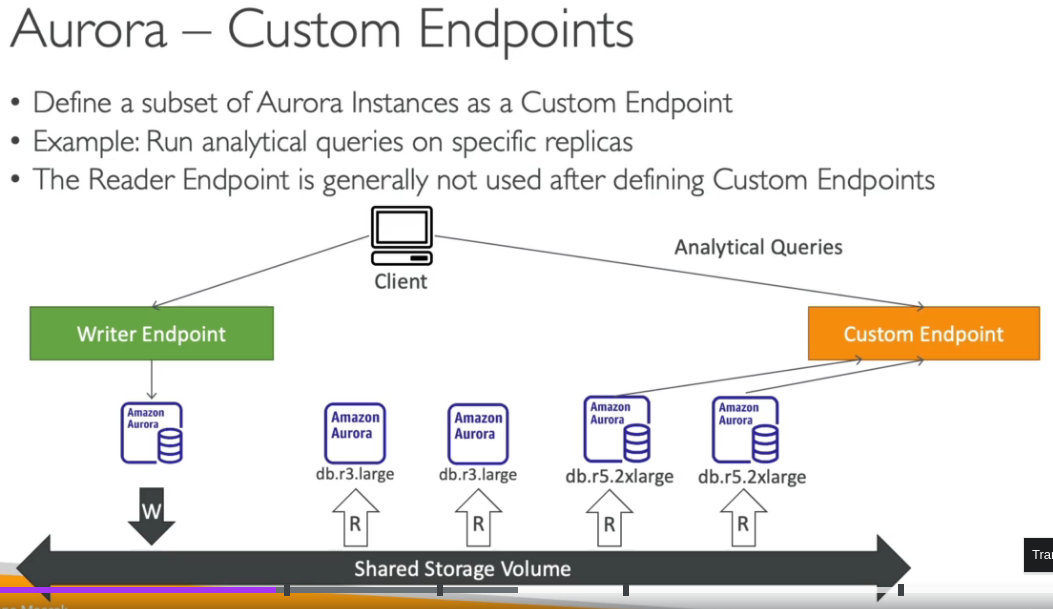 Aurora – Custom Endpoints
• Define a subset of Aurora Instances as a Custom Endpoint
• Example: Run analytical queries on specific replicas
• The Reader Endpoint is generally not used after defining Custom Endpoints
Analytical Queries
Client
Writer Endpoint
Custom Endpoint
Amazon
Aurora
Amazon
Aurora
Amazon
Aurora
Amazon
Aurora
Amazon
Aurora
db.r3.large
db.r3.large
db.r5.2xlarge
db.r5.2xlarge
W
R
R
R
R
Shared Storage Volume
Tra